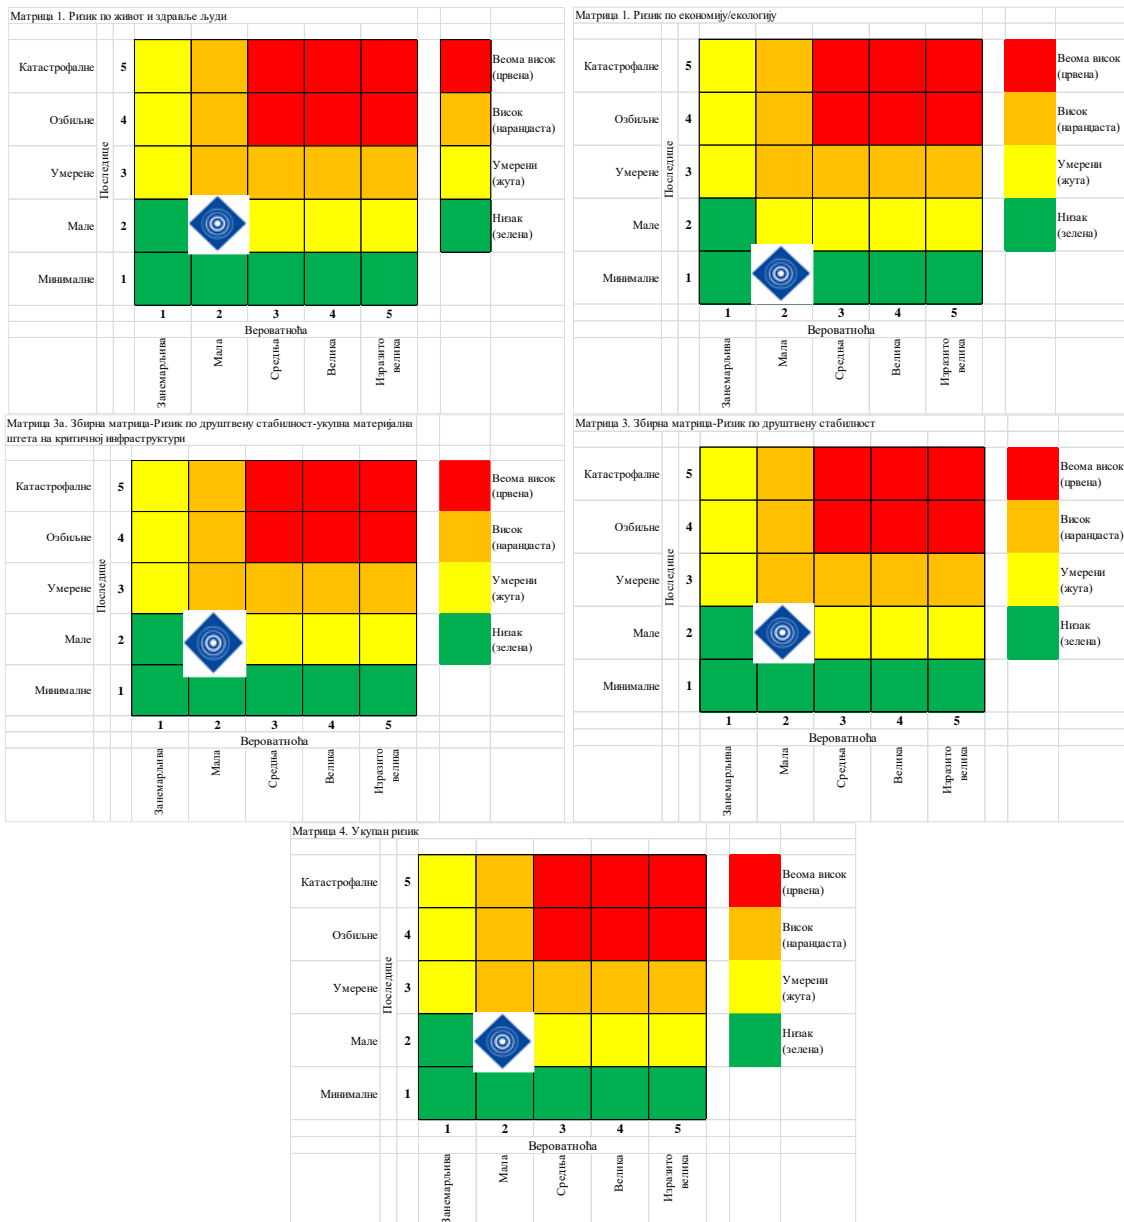 Матрица 1. Ризик по живот и здравље људи
Катастрофалне
5
Озбиљне
4
Умерене
3
Мале
2
Минималне
1
Последице
1
2
3
4
5
Вероватноћа
Занемарљива
Мала
Средња
Велика
Изразито
велика
Веома висок
(црвена)
Висок
(наранџаста)
Умерени
(жута)
Низак
(зелена)
Матрица 1. Ризик по економију/екологију
Катастрофалне
5
Озбиљне
4
Умерене
3
Мале
2
Минималне
1
Последице
1
2
3
4
5
Вероватноћа
Занемарљива
Мала
Средња
Велика
Изразито
велика
Веома висок
(црвена)
Висок
(наранџаста)
Умерени
(жута)
Низак
(зелена)
Матрица 3а. Збирна матрица-Ризик по друштвену стабилност-укупна материјална
штета на критичној инфраструктури
Катастрофалне
5
Озбиљне
4
Умерене
3
Мале
2
Минималне
1
Последице
1
2
3
4
5
Вероватноћа
Занемарљива
Мала
Средња
Велика
Изразито
велика
Веома висок
(црвена)
Висок
(наранџаста)
Умерени
(жута)
Низак
(зелена)
Матрица 3. Збирна матрица-Ризик по друштвену стабилност
Катастрофалне
5
Озбиљне
4
Умерене
3
Мале
2
Минималне
1
Последице
1
2
3
4
5
Вероватноћа
Занемарљива
Мала
Средња
Велика
Изразито
велика
Веома висок
(црвена)
Висок
(наранџаста)
Умерени
(жута)
Низак
(зелена)
Матрица 4. Укупан ризик
Катастрофалне
5
Озбиљне
4
Умерене
3
Мале
2
Минималне
1
Последице
1
2
3
4
5
Вероватноћа
Занемарљива
Мала
Средња
Велика
Изразито
велика
Веома висок
(црвена)
Висок
(наранџаста)
Умерени
(жута)
Низак
(зелена)